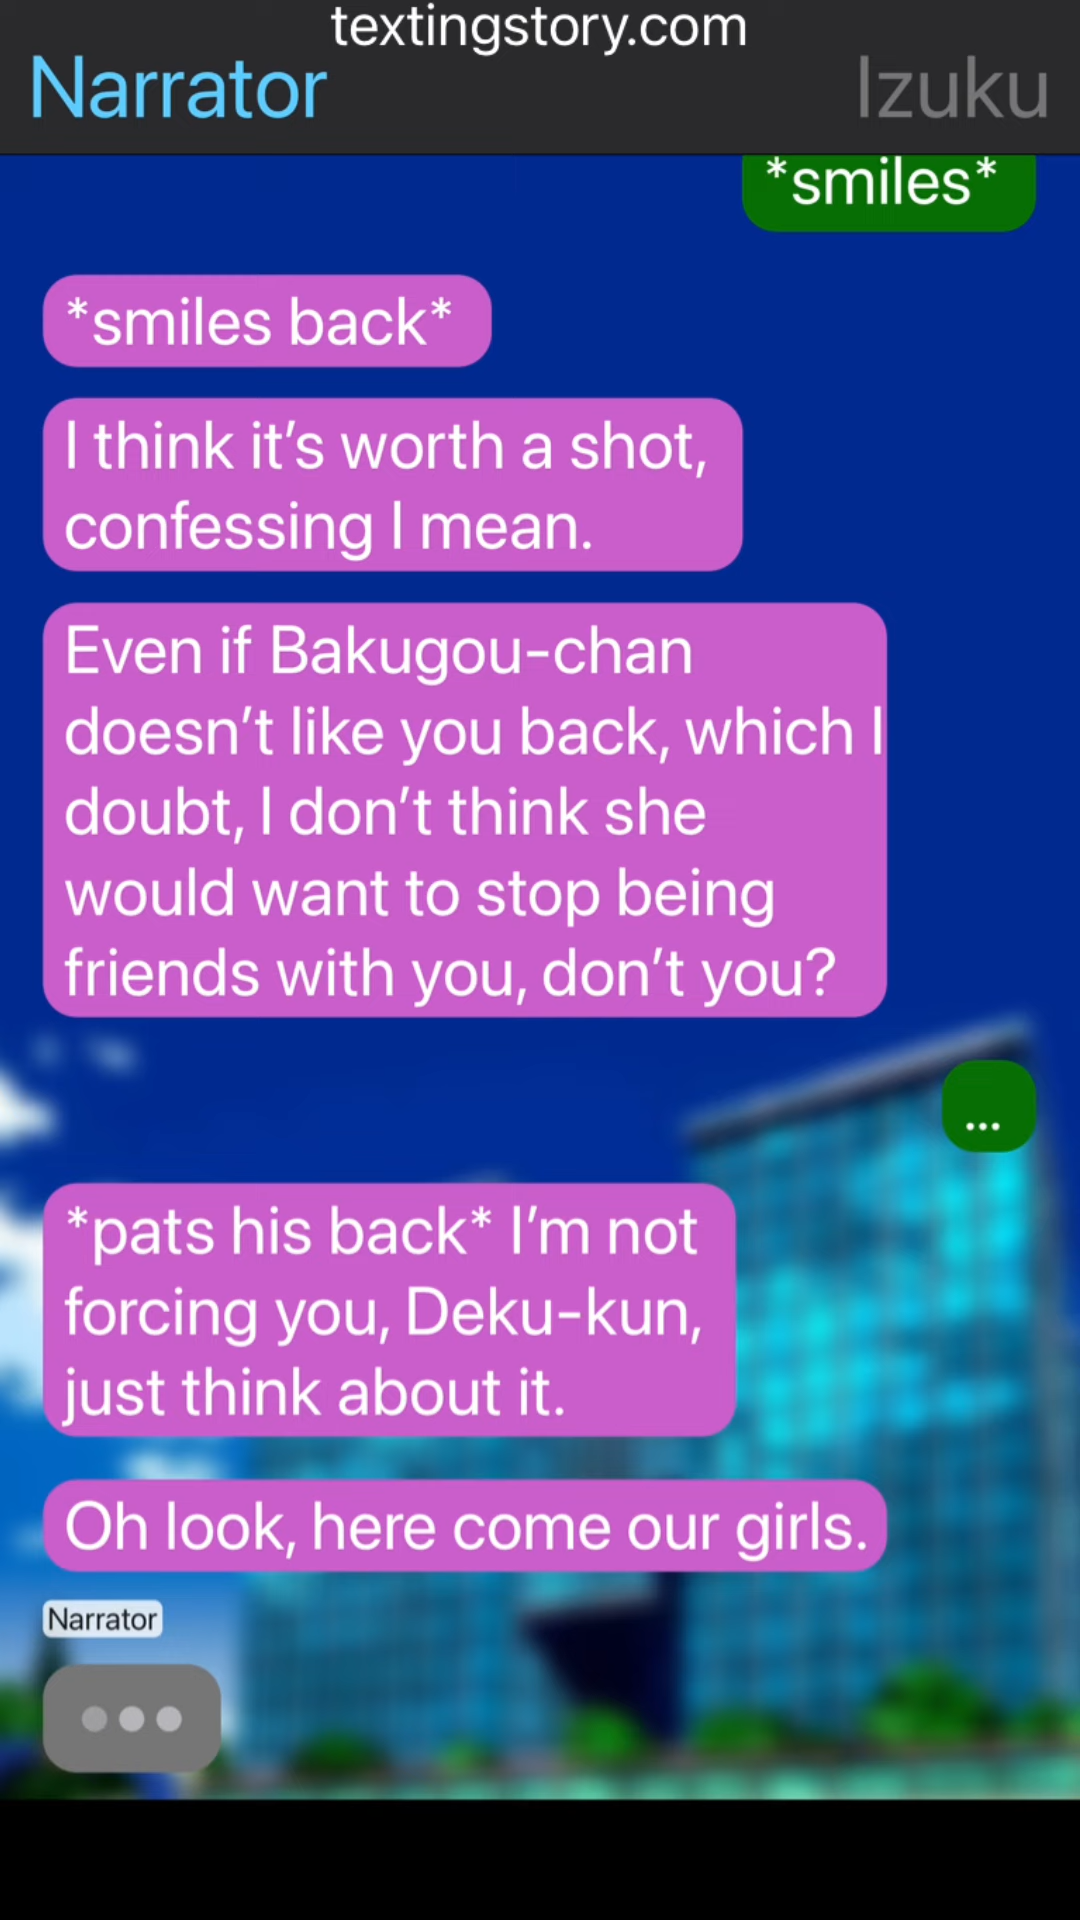 textingstory.com
Narrator
Izuku
*smiles*
*smiles back*
I think it’s worth a shot,
confessing I mean.
Even if Bakugou-chan
doesn’t like you back, which I
doubt, I don’t think she
would want to stop being
friends with you, don’t you?
...
*pats his back* I’m not
forcing you, Deku-kun,
just think about it.
Oh look, here come our girls.
Narrator